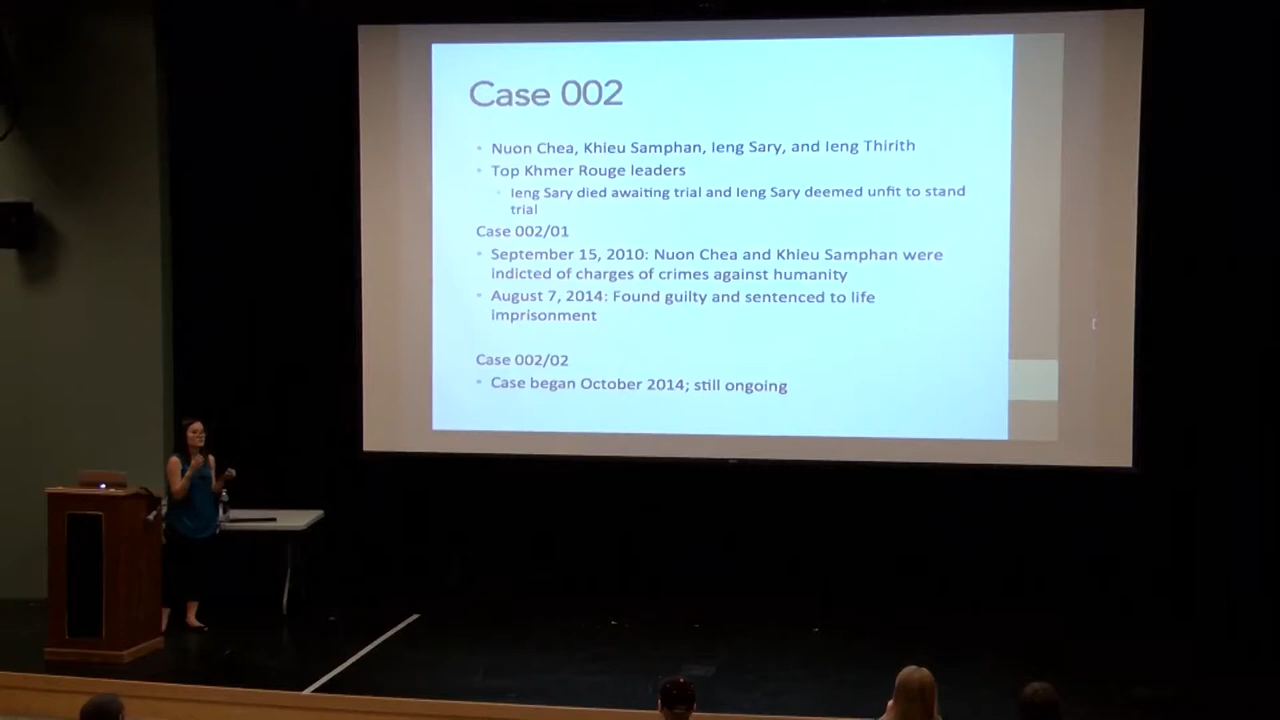 Case 002
Nuon Chea, Khieu Samphan, Ieng Sary, and Ieng Thirith
Top Khmer Rouge leaders
Ieng Sary died awaiting trial and Ieng Sary deemed unfit to stand
trial
Case 002/01
September 15, 2010: Nuon Chea and Khieu Samphan were
indicted of charges of crimes against humanity
August 7, 2014: Found guilty and sentenced to life
imprisonment
Case 002/02
Case began October 2014; still ongoing